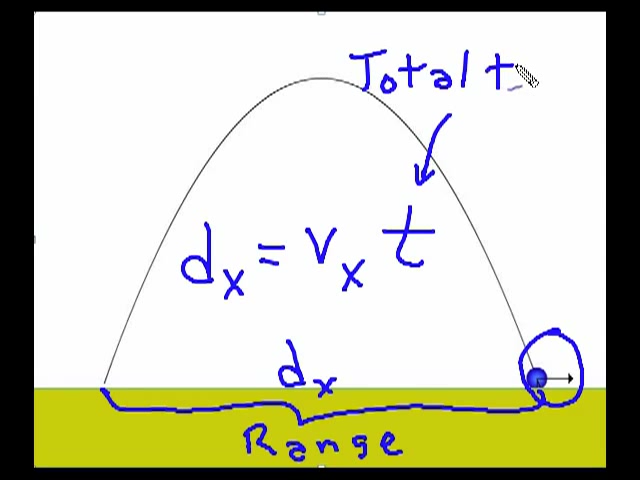 Total t
dₓ = vₓ t
dₓ
Range